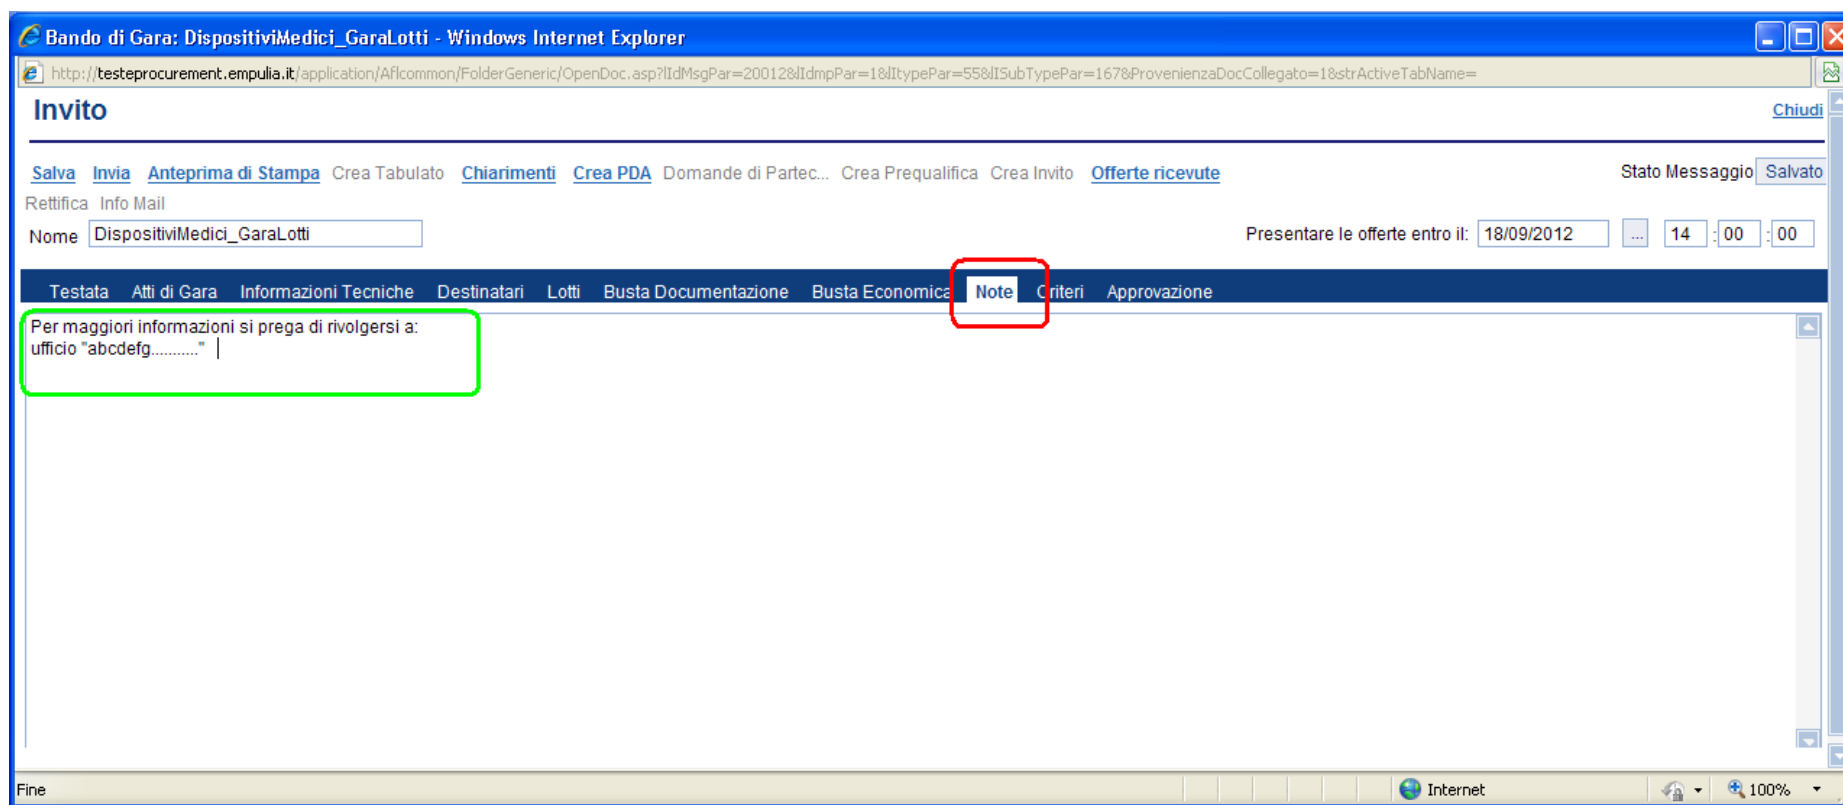 Bando di Gara: DispositiviMedici_GaraLotti - Windows Internet Explorer
http://testeprocurement.empulia.it/application/Aflcommon/FolderGeneric/OpenDoc.asp?lIdMsgPar=20012&lIdmpPar=1&lItypePar=55&lISubTypePar=167&ProvenienzaDocCollegato=1&strActiveTabName=
Invito Chiudi
Salva Invia Anteprima di Stampa Crea Tabulato Chiarimenti Crea PDA Domande di Partec... Crea Prequalifica Crea Invito Offerte ricevute Stato Messaggio Salvato
Rettifica Info Mail
Nome DispositiviMedici_GaraLotti Presentare le offerte entro il: 18/09/2012 ... 14 : 00 : 00
Testata Atti di Gara Informazioni Tecniche Destinatari Lotti Busta Documentazione Busta Economica Note Criteri Approvazione
Per maggiori informazioni si prega di rivolgersi a:
ufficio "abcdefg..........."
Fine Internet 100%